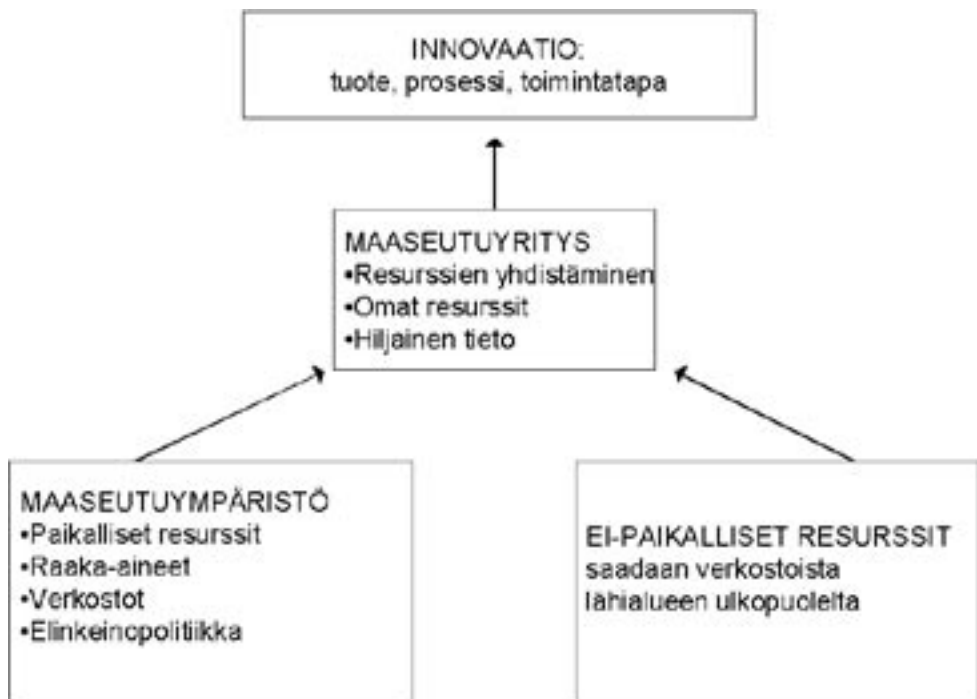 INNOVAATIO:
tuote, prosessi, toimintatapa
MAASEUTUYRITYS
•Resurssien yhdistäminen
•Omat resurssit
•Hiljainen tieto
MAASEUTUYMPÄRISTÖ
•Paikalliset resurssit
•Raaka-aineet
•Verkostot
•Elinkeinopolitiikka
EI-PAIKALLISET RESURSSIT
saadaan verkostoista
lähialueen ulkopuolelta